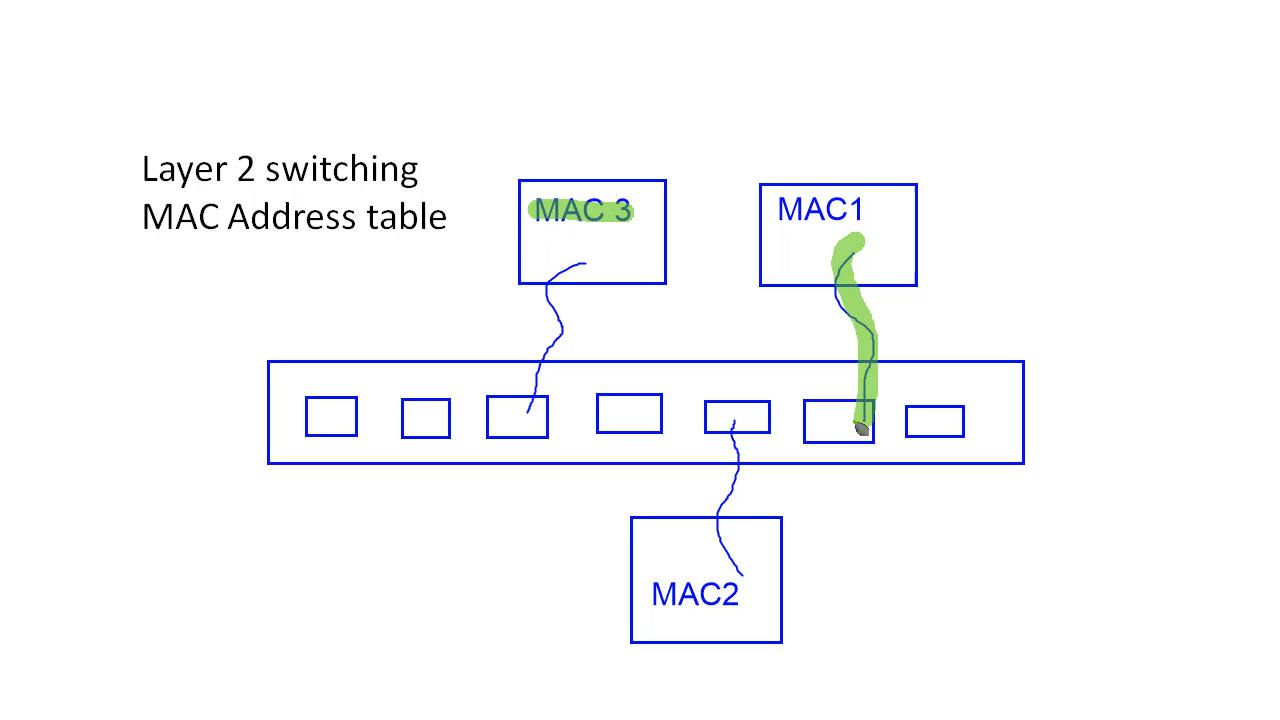 Layer 2 switching
MAC Address table
MAC 3
MAC1
MAC2